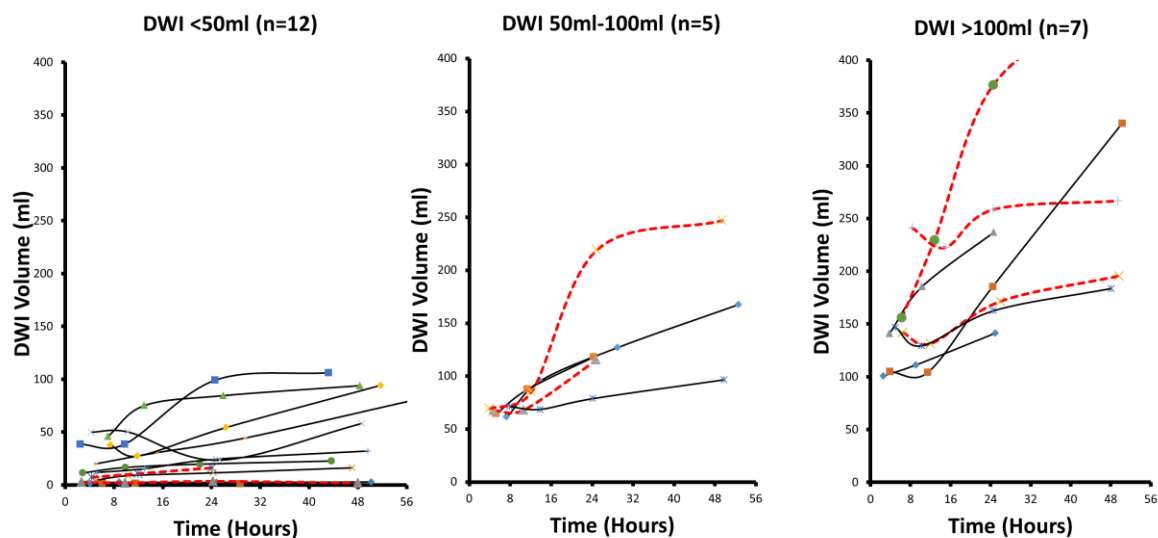 DWI <50ml (n=12)
400
350
300
250
200
150
100
50
0
DWI Volume (ml)
0 8 16 24 32 40 48 56
Time (Hours)
DWI 50ml-100ml (n=5)
400
350
300
250
200
150
100
50
0
DWI Volume (ml)
0 8 16 24 32 40 48 56
Time (Hours)
DWI >100ml (n=7)
400
350
300
250
200
150
100
50
0
DWI Volume (ml)
0 8 16 24 32 40 48 56
Time (Hours)